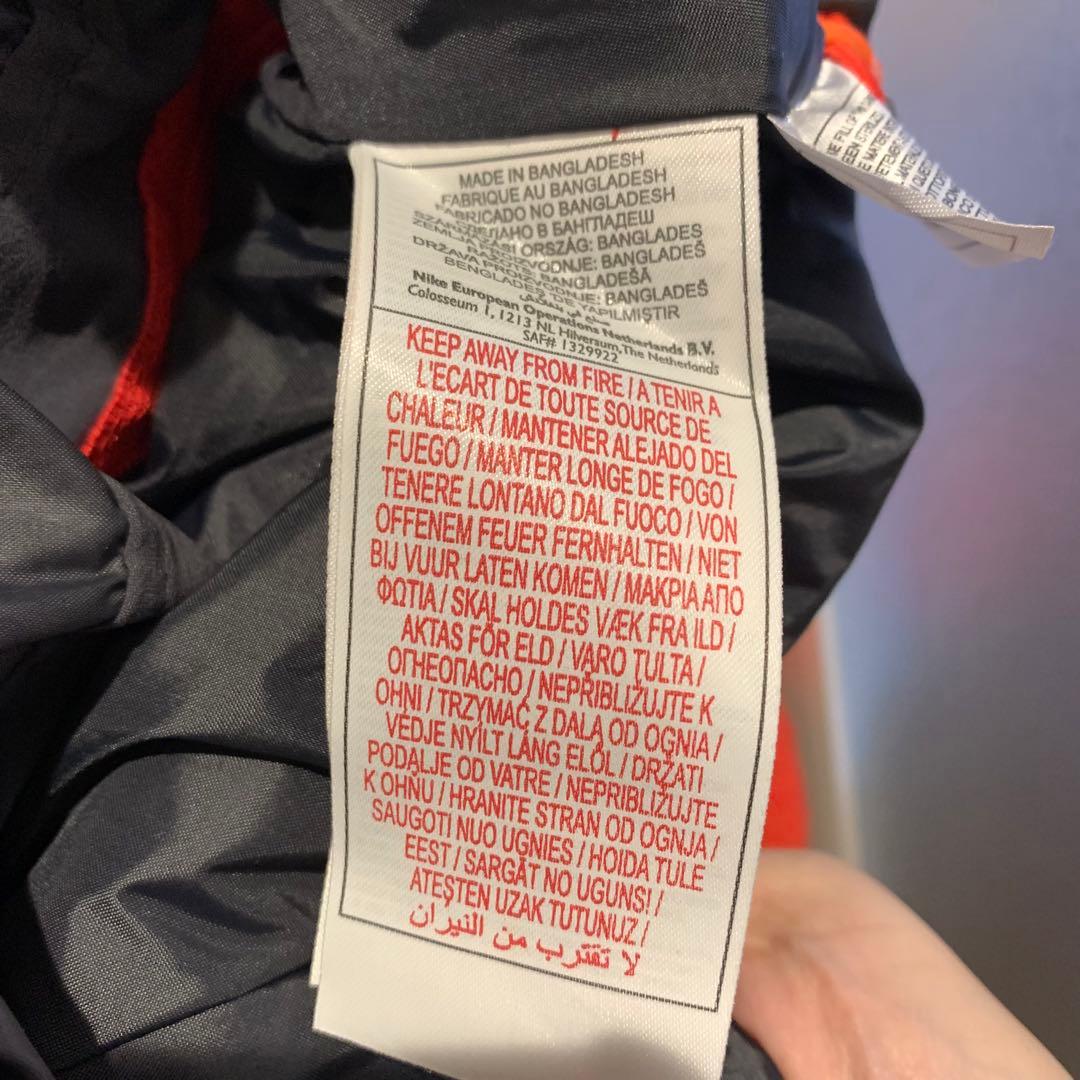 MADE IN BANGLADESH
FABRIQUE AU BANGLADESH
FABRICADO NO BANGLADESH
СДЕЛАНО В БАНГЛАДЕШ
SZÁRMAZÁSI ORSZÁG: BANGLADES
ZEMLJA PROIZVODNJE: BANGLADEŠ
RAŽOTS: BANGLADEŠĀ
DRŽAVA PROIZVODNJE: BANGLADEŠ
BENGLADES'DE YAPILMIŞTIR
Nike European Operations Netherlands B.V.
Colosseum 1, 1213 NL Hilversum, The Netherlands
SAF# 1329922
KEEP AWAY FROM FIRE / A TENIR A
L'ECART DE TOUTE SOURCE DE
CHALEUR / MANTENER ALEJADO DEL
FUEGO / MANTER LONGE DE FOGO /
TENERE LONTANO DAL FUOCO / VON
OFFENEM FEUER FERNHALTEN / NIET
BIJ VUUR LATEN KOMEN / ΜΑΚΡΙΑ ΑΠΟ
ΦΩΤΙΑ / SKAL HOLDES VÆK FRA ILD /
AKTAS FÖR ELD / VARO TULTA /
ОГНЕОПАСНО / NEPŘIBLIŽUJTE K
OHNI / TRZYMAĆ Z DALA OD OGNIA /
VÉDJE NYÍLT LÁNG ELŐL / DRŽATI
PODALJE OD VATRE / NEPRIBLIŽUJTE
K OHŇU / HRANITE STRAN OD OGNJA /
SAUGOTI NUO UGNIES / HOIDA TULE
EEST / SARGĀT NO UGUNS! /
ATEŞTEN UZAK TUTUNUZ /
لا تقترب من النيران